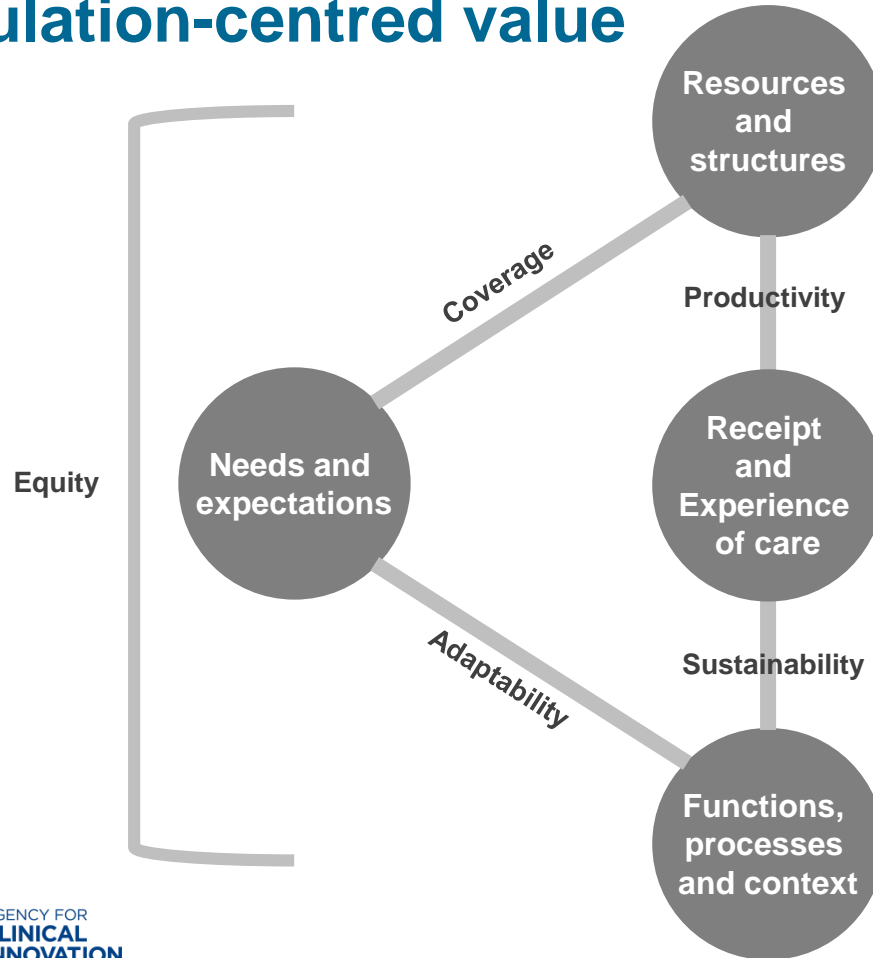 ulation-centred value
Resources
and
structures
Coverage
Productivity
Receipt
and
Experience
of care
Needs and
expectations
Equity
Adaptability
Sustainability
Functions,
processes
and context
GENCY FOR
LINICAL
NNOVATION